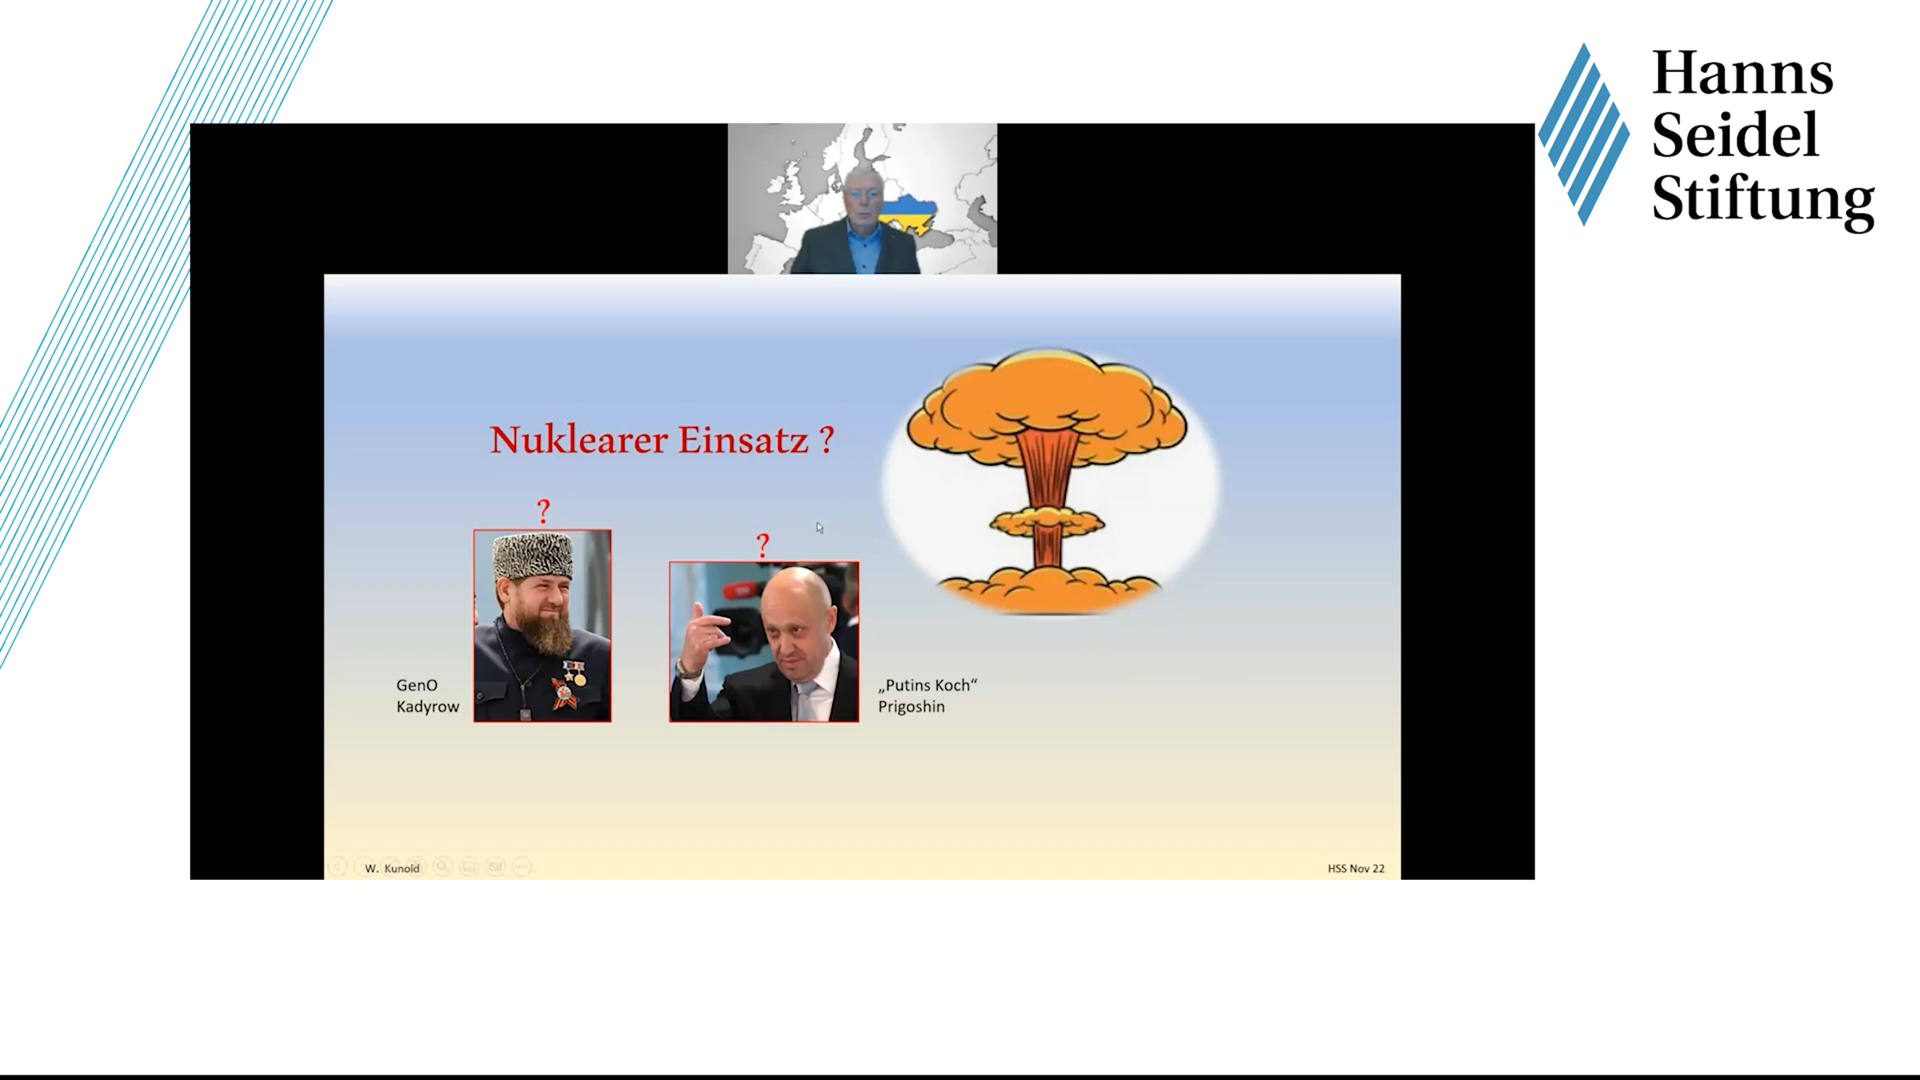 Hanns
Seidel
Stiftung
Nuklearer Einsatz ?
?
?
GenO
Kadyrow
„Putins Koch“
Prigoshin
W. Kunold
HSS Nov 22